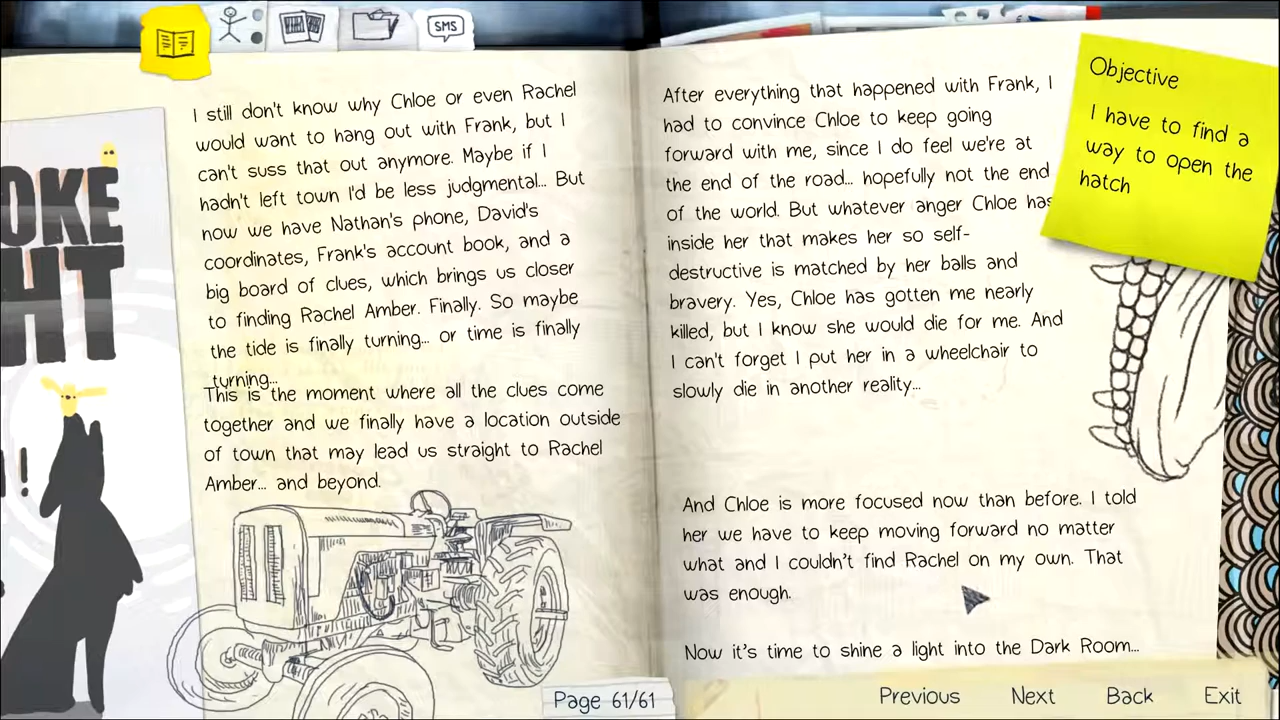 SMS
OKE
HT
!
I still don't know why Chloe or even Rachel
would want to hang out with Frank, but I
can't suss that out anymore. Maybe if I
hadn't left town I'd be less judgmental... But
now we have Nathan's phone, David's
coordinates, Frank's account book, and a
big board of clues, which brings us closer
to finding Rachel Amber. Finally. So maybe
the tide is finally turning... or time is finally
turning...
This is the moment where all the clues come
together and we finally have a location outside
of town that may lead us straight to Rachel
Amber... and beyond.
After everything that happened with Frank, I
had to convince Chloe to keep going
forward with me, since I do feel we're at
the end of the road... hopefully not the end
of the world. But whatever anger Chloe has
inside her that makes her so self-
destructive is matched by her balls and
bravery. Yes, Chloe has gotten me nearly
killed, but I know she would die for me. And
I can't forget I put her in a wheelchair to
slowly die in another reality...
And Chloe is more focused now than before. I told
her we have to keep moving forward no matter
what and I couldn't find Rachel on my own. That
was enough.
Now it's time to shine a light into the Dark Room...
Objective
I have to find a
way to open the
hatch
Page 61/61
Previous Next Back Exit